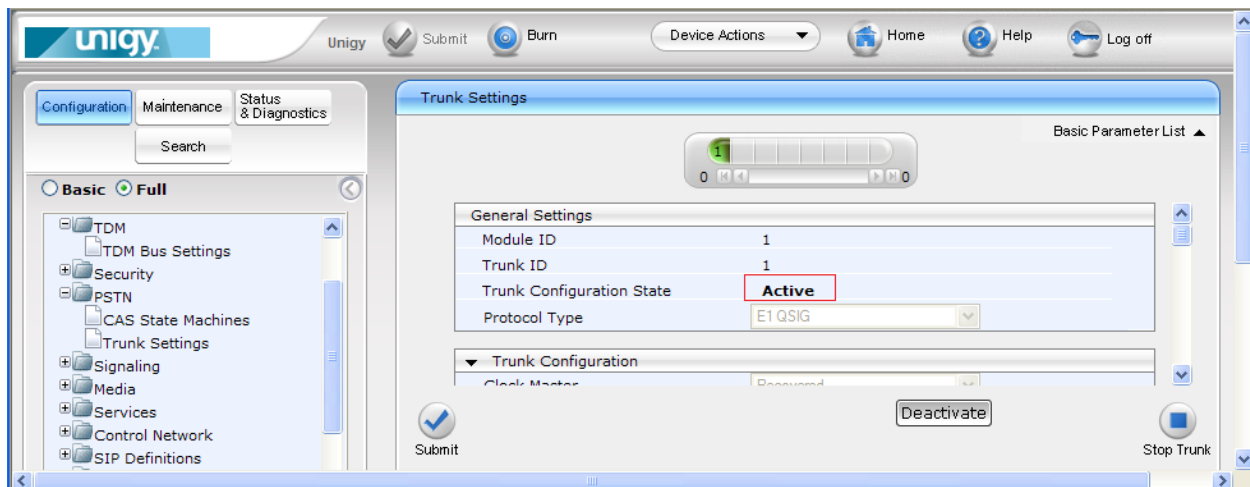 unigy
Unigy
Submit
Burn
Device Actions
Home
Help
Log off
Configuration
Maintenance
Status
& Diagnostics
Search
Basic
Full
TDM
TDM Bus Settings
Security
PSTN
CAS State Machines
Trunk Settings
Signaling
Media
Services
Control Network
SIP Definitions
Trunk Settings
Basic Parameter List
1
0
0
General Settings
Module ID 1
Trunk ID 1
Trunk Configuration State Active
Protocol Type E1 QSIG
Trunk Configuration
Clock Master Recovered
Deactivate
Submit
Stop Trunk